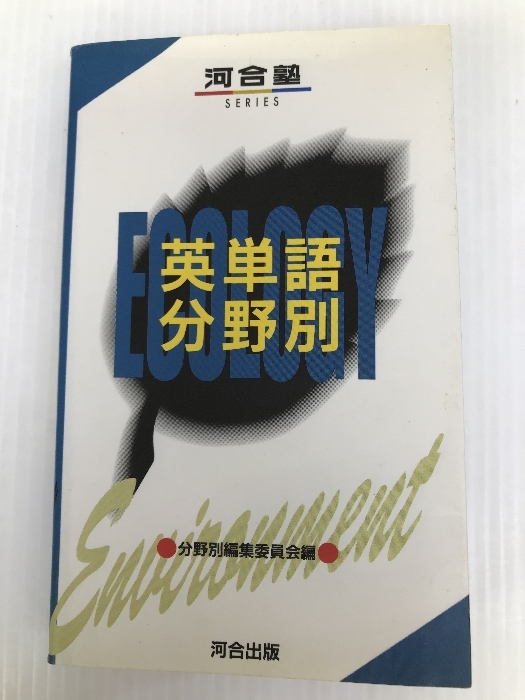 河合塾
SERIES
ECOLOGY
英単語
分野別
Environment
●分野別編集委員会編●
河合出版